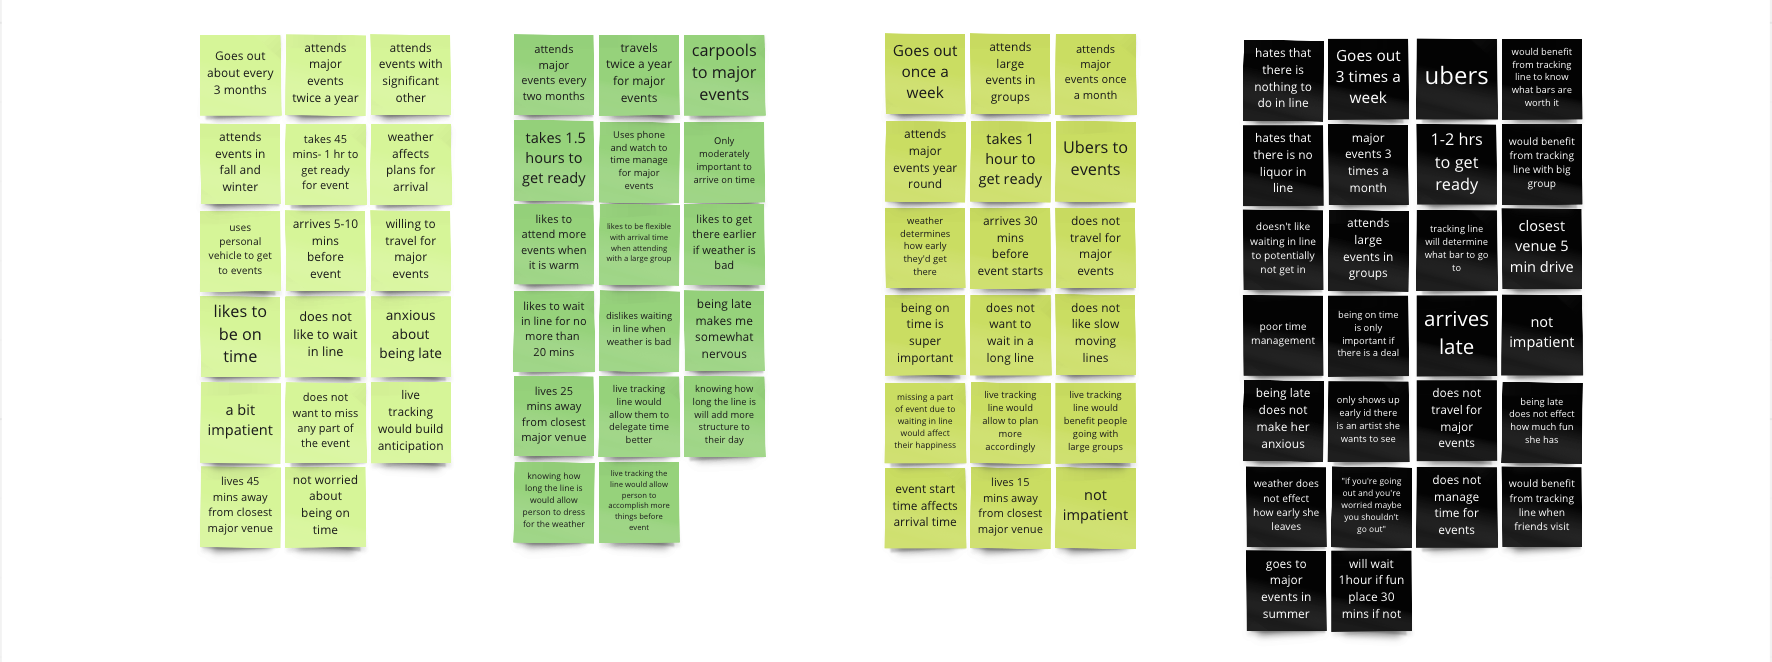 Goes out
about every
3 months
attends
major
events
twice a year
attends
events with
significant
other
attends
events in
fall and
winter
takes 45
mins- 1 hr to
get ready
for event
weather
affects
plans for
arrival
uses
personal
vehicle to get
to events
arrives 5-10
mins
before
event
willing to
travel for
major
events
likes to
be on
time
does not
like to wait
in line
anxious
about
being late
a bit
impatient
does not
want to miss
any part of
the event
live
tracking
would build
anticipation
lives 45
mins away
from closest
major venue
not worried
about
being on
time
attends
major
events every
two months
travels
twice a year
for major
events
carpools
to major
events
takes 1.5
hours to
get ready
Uses phone
and watch to
time manage
for major
events
Only
moderately
important to
arrive on time
likes to
attend more
events when
it is warm
likes to be flexible
with arrival time
when attending
with a large group
likes to get
there earlier
if weather is
bad
likes to wait
in line for no
more than
20 mins
dislikes waiting
in line when
weather is bad
being late
makes me
somewhat
nervous
lives 25
mins away
from closest
major venue
live tracking
line would
allow them to
delegate time
better
knowing how
long the line is
will add more
structure to
their day
knowing how
long the line is
would allow
person to dress
for the weather
live tracking the
line would allow
person to
accomplish more
things before
event
Goes out
once a
week
attends
large
events in
groups
attends
major
events once
a month
attends
major
events year
round
takes 1
hour to
get ready
Ubers to
events
weather
determines
how early
they'd get
there
arrives 30
mins
before
event starts
does not
travel for
major
events
being on
time is
super
important
does not
want to
wait in a
long line
does not
like slow
moving
lines
missing a part
of event due to
waiting in line
would affect
their happiness
live tracking
line would
allow to plan
more
accordingly
live tracking
line would
benefit people
going with
large groups
event start
time affects
arrival time
lives 15
mins away
from closest
major venue
not
impatient
hates that
there is
nothing to
do in line
Goes out
3 times a
week
ubers
would benefit
from tracking
line to know
what bars are
worth it
hates that
there is no
liquor in
line
major
events 3
times a
month
1-2 hrs
to get
ready
would benefit
from tracking
line with big
group
doesn't like
waiting in line
to potentially
not get in
attends
large
events in
groups
tracking line
will determine
what bar to go
to
closest
venue 5
min drive
poor time
management
being on time
is only
important if
there is a deal
arrives
late
not
impatient
being late
does not
make her
anxious
only shows up
early id there
is an artist she
wants to see
does not
travel for
major
events
being late
does not effect
how much fun
she has
weather does
not effect
how early she
leaves
"if you're going
out and you're
worried maybe
you shouldn't
go out"
does not
manage
time for
events
would benefit
from tracking
line when
friends visit
goes to
major
events in
summer
will wait
1hour if fun
place 30
mins if not